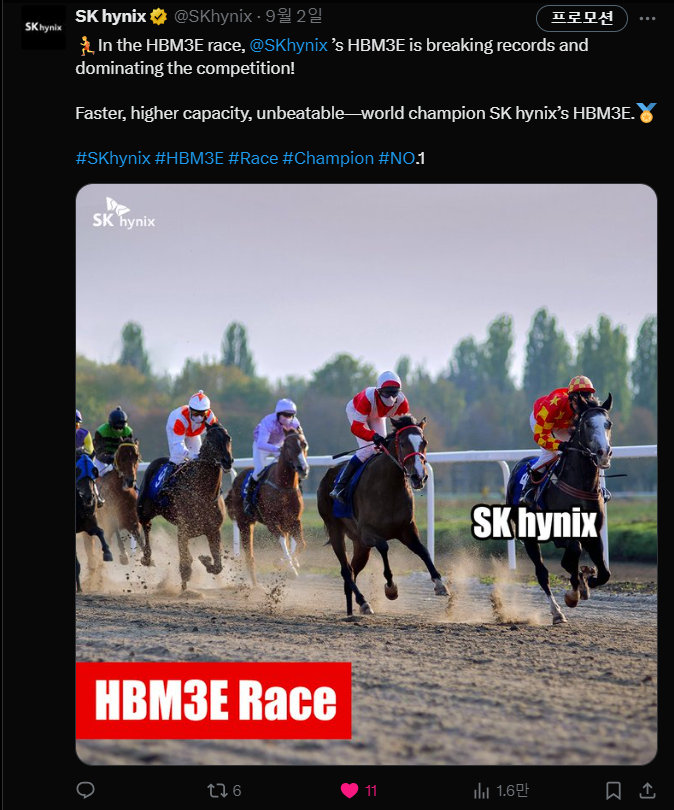 SK hynix
SK hynix @SKhynix · 9월 2일
프로모션
🏃In the HBM3E race, @SKhynix ’s HBM3E is breaking records and
dominating the competition!
Faster, higher capacity, unbeatable—world champion SK hynix’s HBM3E.🏅
#SKhynix #HBM3E #Race #Champion #NO.1
SK hynix
SK hynix
HBM3E Race
6
11
1.6만